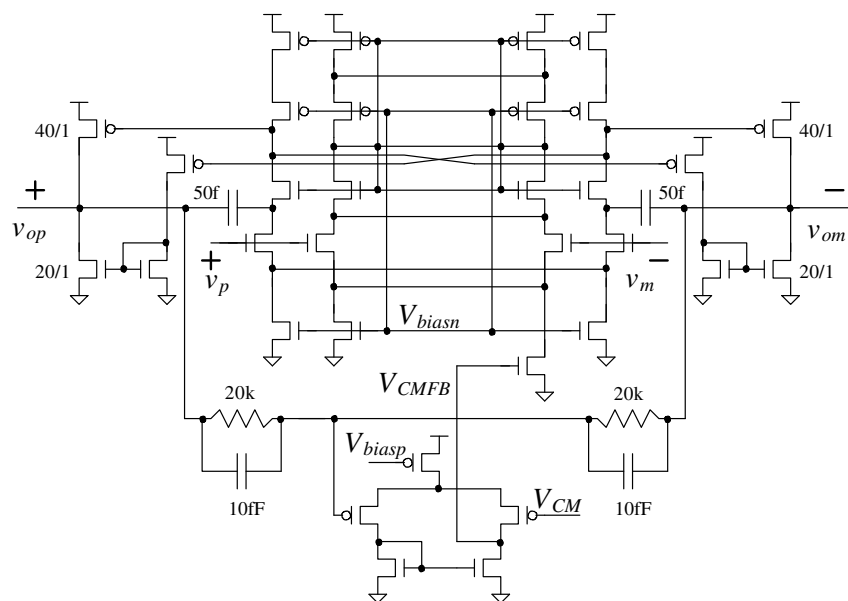 40/1
40/1
+
50f
50f
−
v_op
v_om
+
v_p
−
v_m
20/1
20/1
V_biasn
V_CMFB
20k
20k
V_biasp
10fF
V_CM
10fF